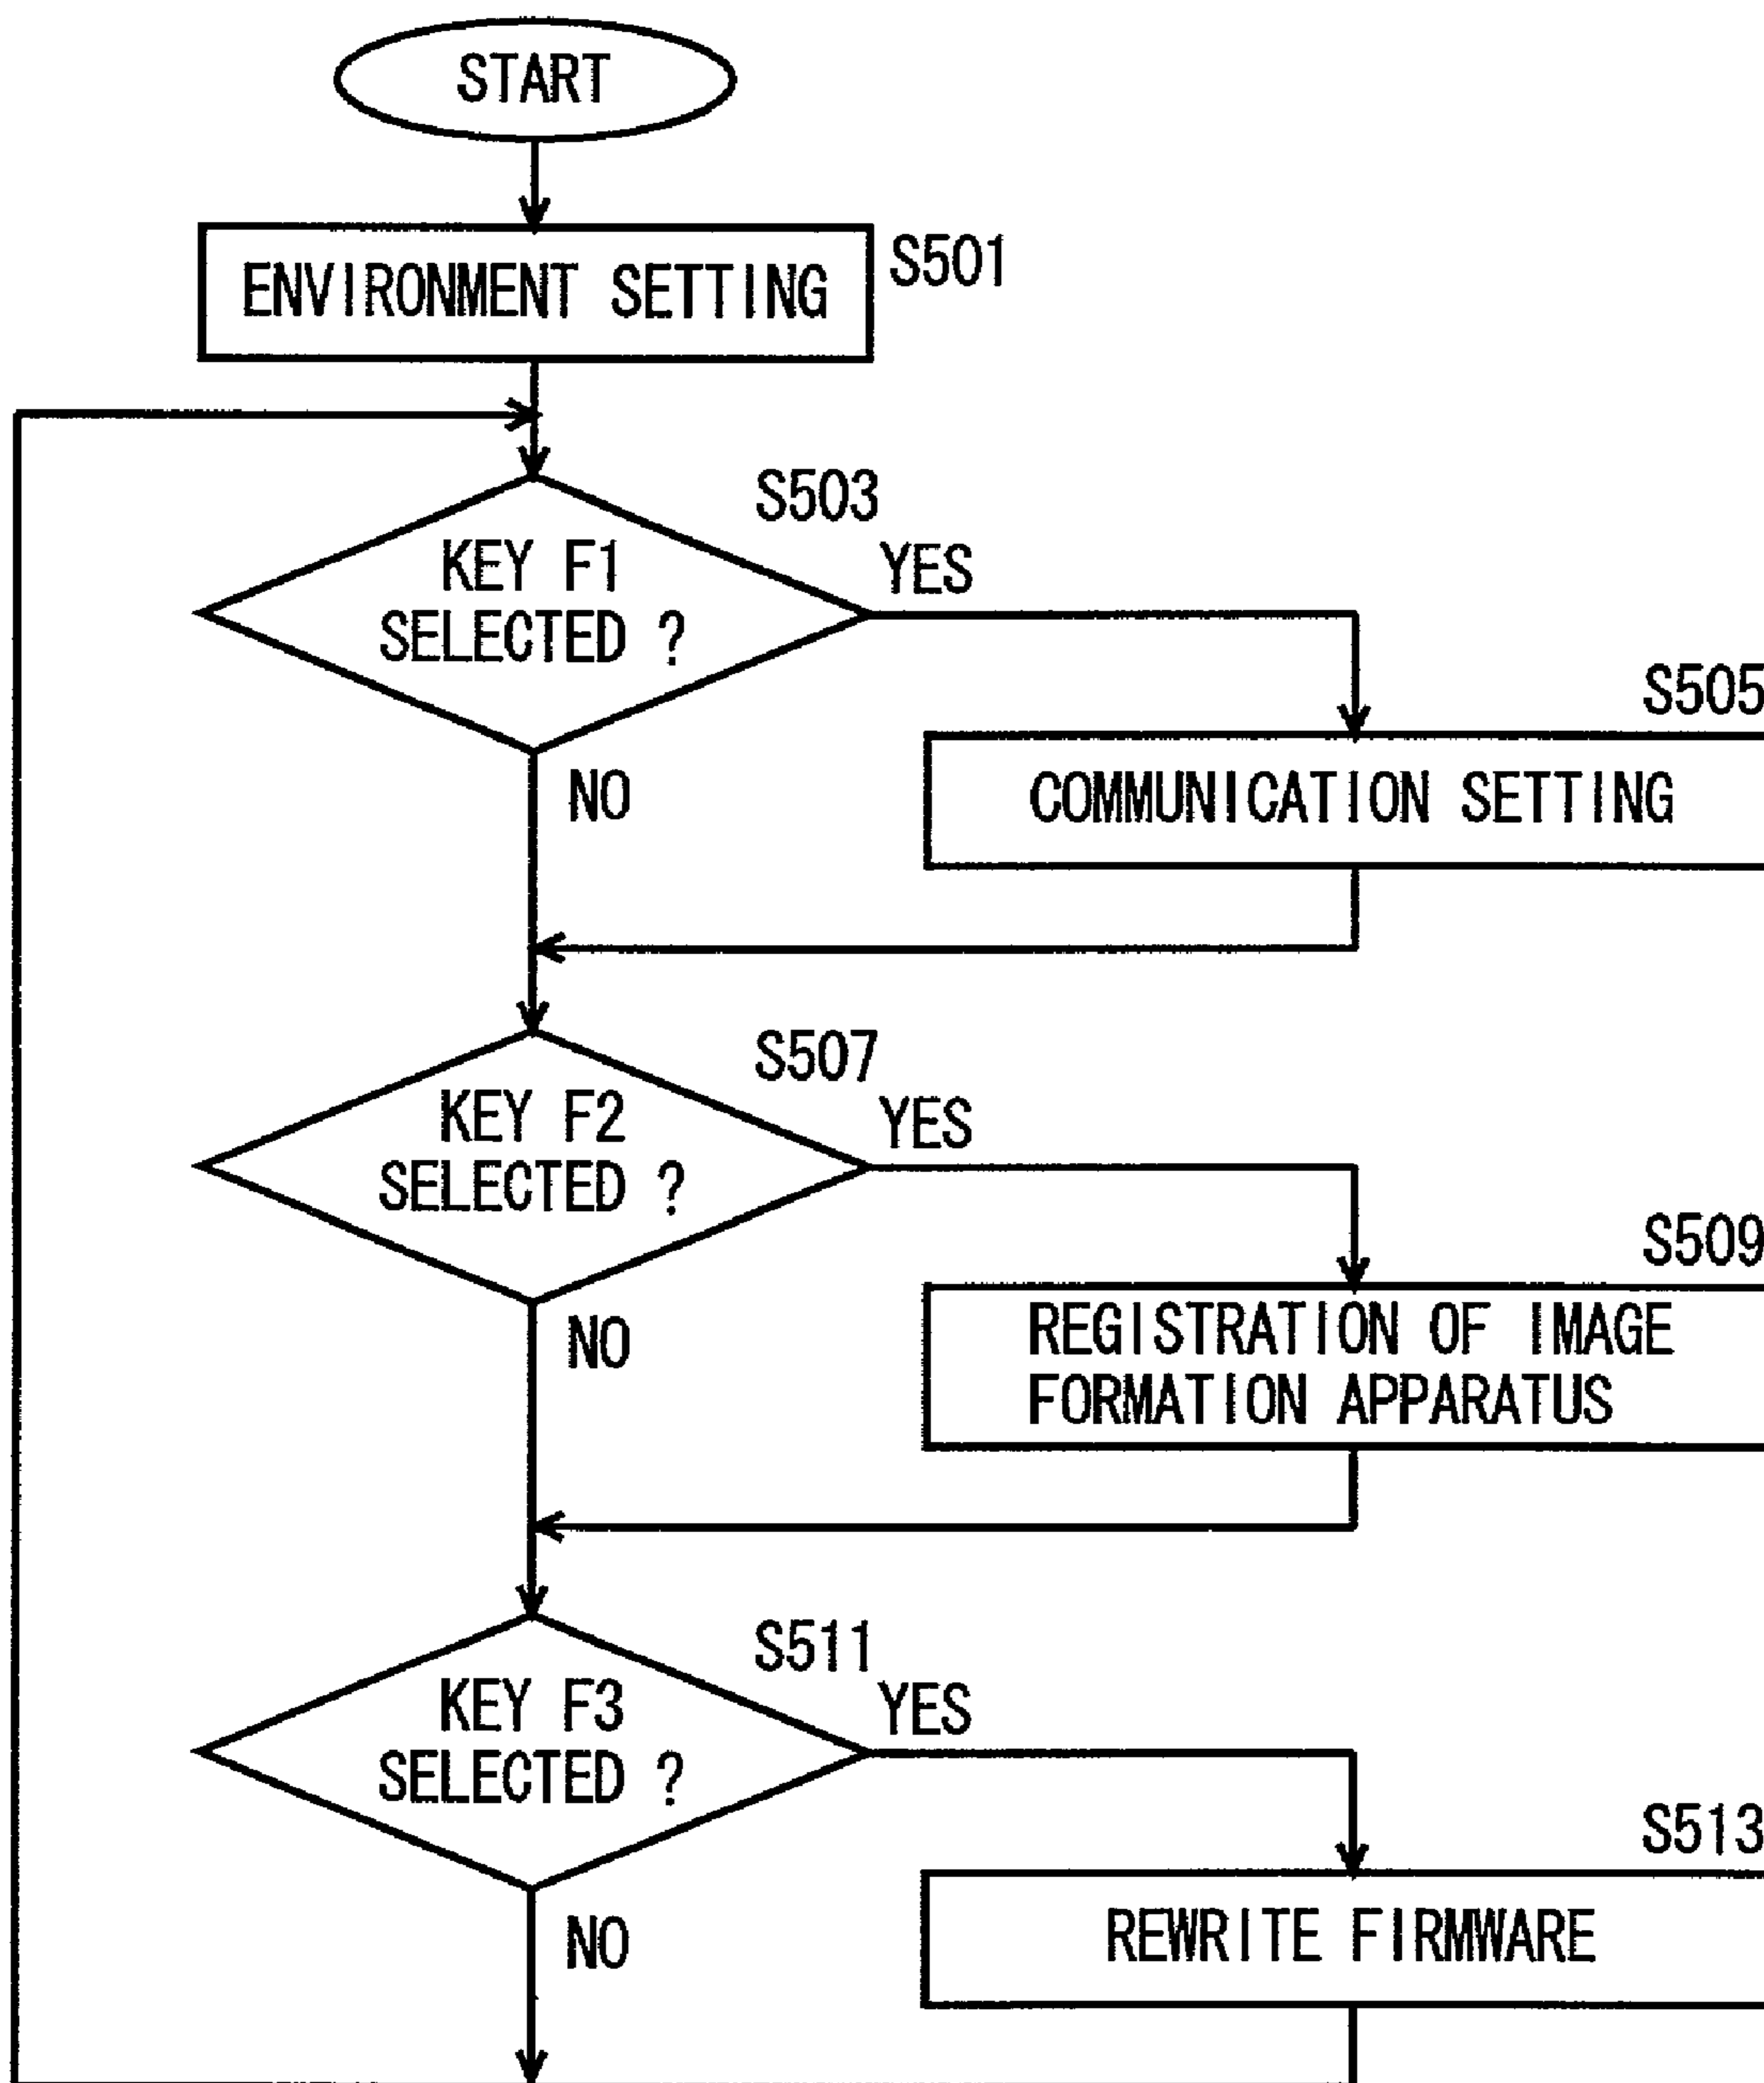 START
ENVIRONMENT SETTING
S501
S503
KEY F1
SELECTED ?
YES
NO
S505
COMMUNICATION SETTING
S507
KEY F2
SELECTED ?
YES
NO
S509
REGISTRATION OF IMAGE
FORMATION APPARATUS
S511
KEY F3
SELECTED ?
YES
NO
S513
REWRITE FIRMWARE